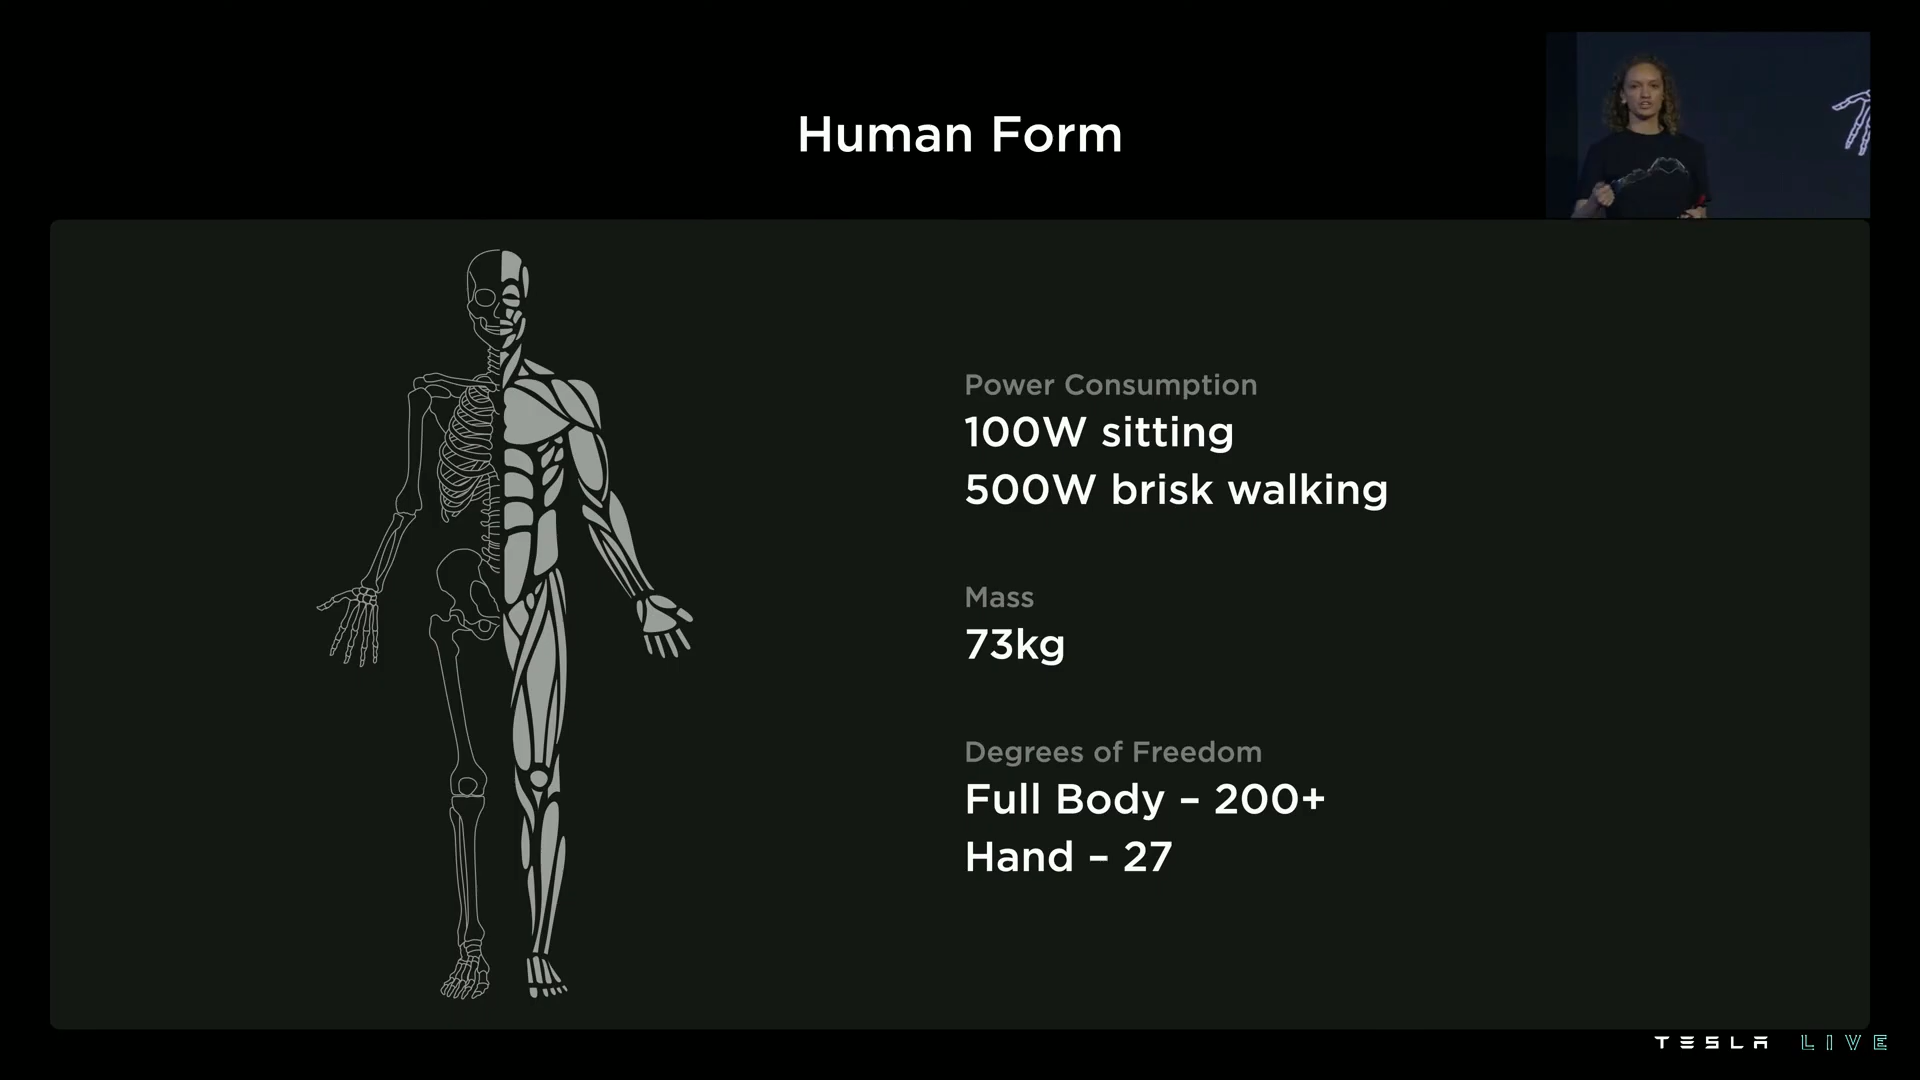 Human Form
Power Consumption
100W sitting
500W brisk walking
Mass
73kg
Degrees of Freedom
Full Body – 200+
Hand – 27
TESLA LIVE